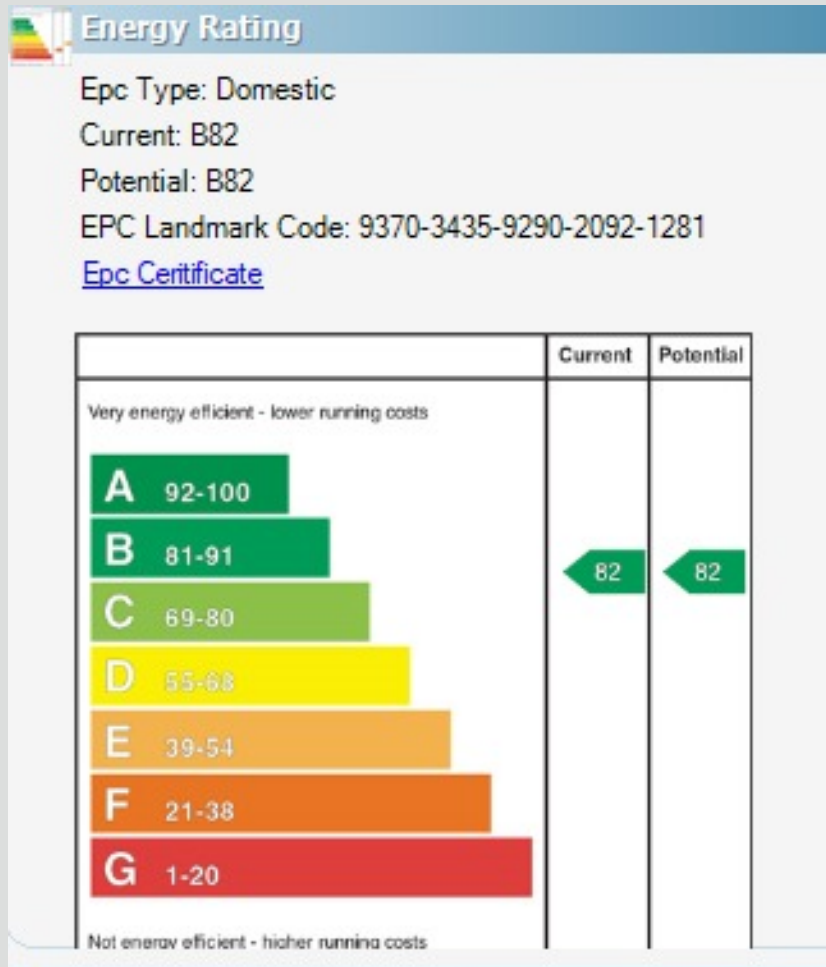 Energy Rating
Epc Type: Domestic
Current: B82
Potential: B82
EPC Landmark Code: 9370-3435-9290-2092-1281
Epc Ceritificate
Current Potential
Very energy efficient - lower running costs
A 92-100
B 81-91 82 82
C 69-80
D 55-68
E 39-54
F 21-38
G 1-20
Not energy efficient - higher running costs